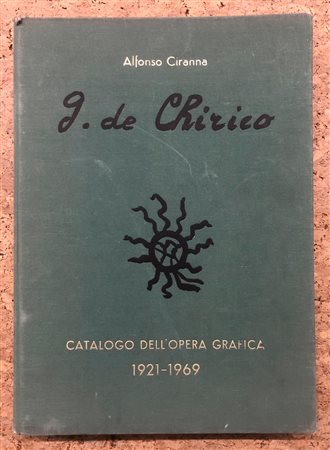 Alfonso Ciranna
g. de Chirico
CATALOGO DELL'OPERA GRAFICA
1921-1969